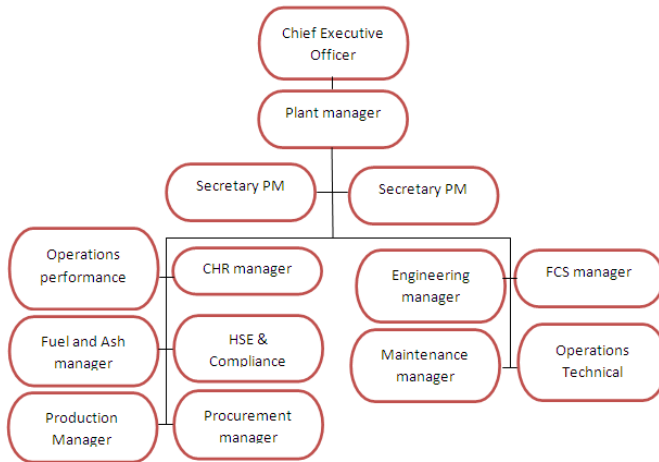 Chief Executive
Officer
Plant manager
Secretary PM
Secretary PM
Operations
performance
CHR manager
Engineering
manager
FCS manager
Fuel and Ash
manager
HSE &
Compliance
Maintenance
manager
Operations
Technical
Production
Manager
Procurement
manager